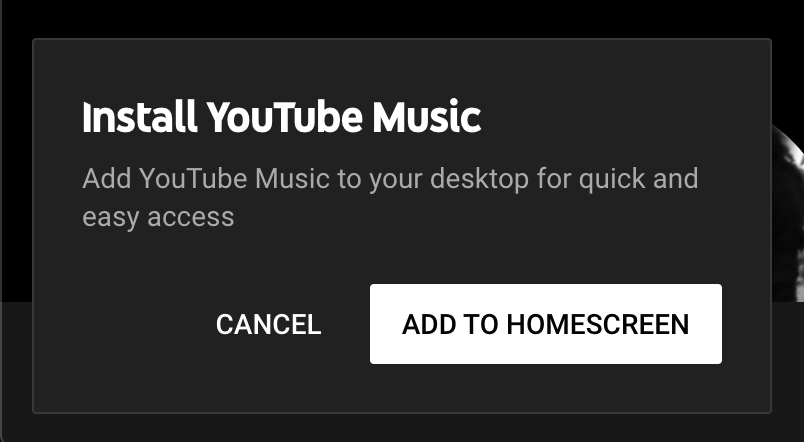 Install YouTube Music
Add YouTube Music to your desktop for quick and
easy access
CANCEL
ADD TO HOMESCREEN